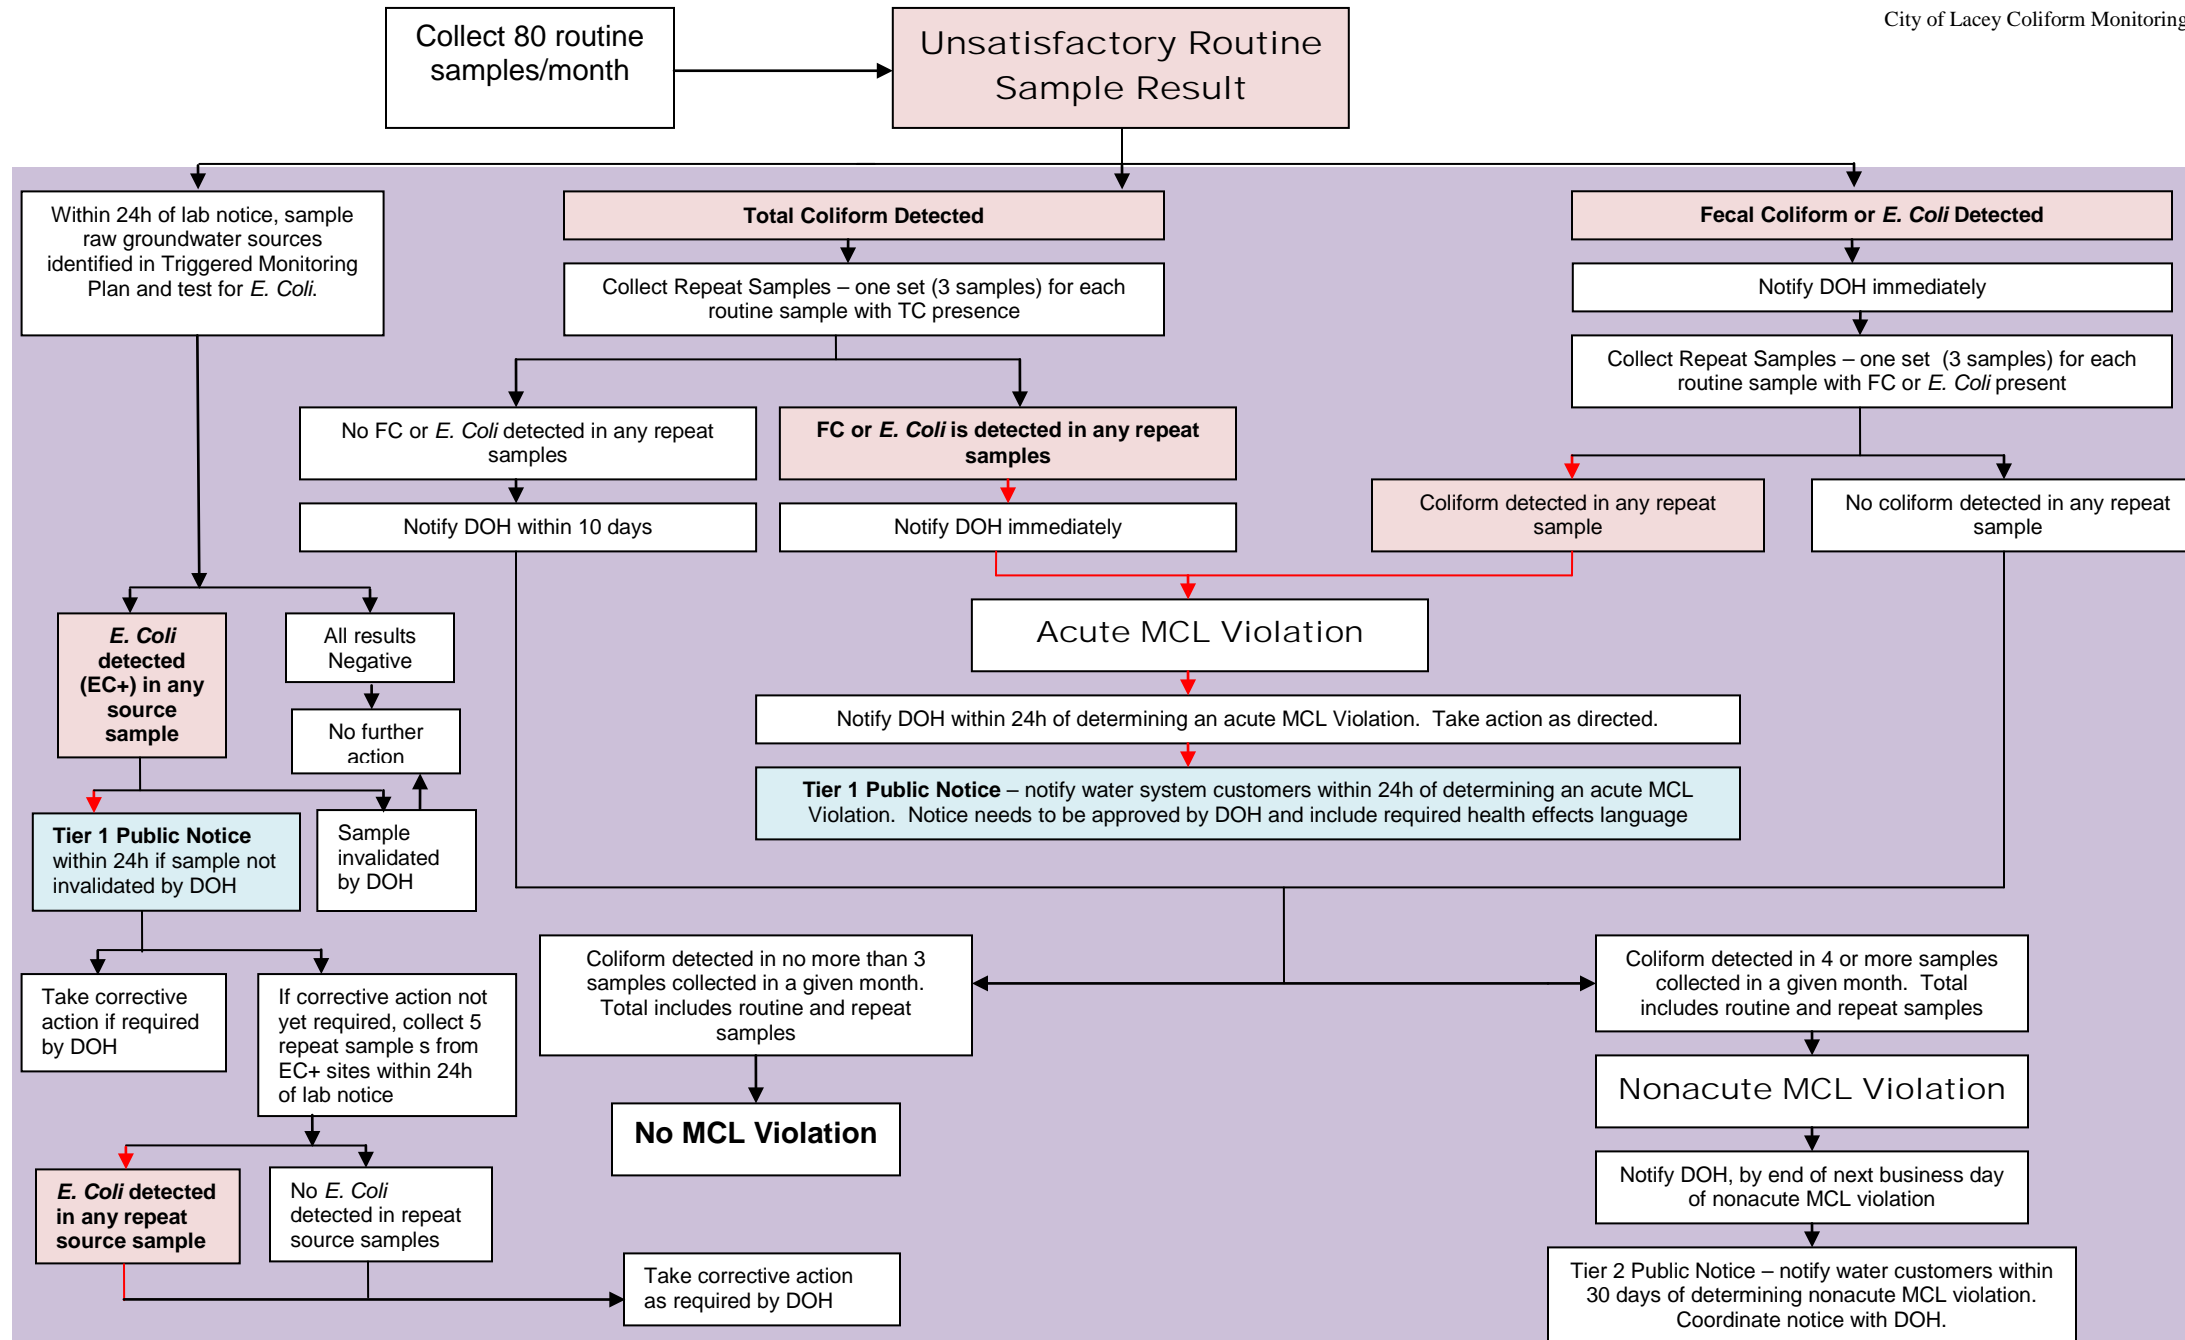 City of Lacey Coliform Monitoring
Collect 80 routine
samples/month
Unsatisfactory Routine
Sample Result
Within 24h of lab notice, sample
raw groundwater sources
identified in Triggered Monitoring
Plan and test for E. Coli.
Total Coliform Detected
Fecal Coliform or E. Coli Detected
Collect Repeat Samples – one set (3 samples) for each
routine sample with TC presence
Notify DOH immediately
Collect Repeat Samples – one set (3 samples) for each
routine sample with FC or E. Coli present
No FC or E. Coli detected in any repeat
samples
FC or E. Coli is detected in any repeat
samples
Notify DOH within 10 days
Notify DOH immediately
Coliform detected in any repeat
sample
No coliform detected in any repeat
sample
E. Coli
detected
(EC+) in any
source
sample
All results
Negative
No further
action
Acute MCL Violation
Notify DOH within 24h of determining an acute MCL Violation. Take action as directed.
Tier 1 Public Notice – notify water system customers within 24h of determining an acute MCL
Violation. Notice needs to be approved by DOH and include required health effects language
Tier 1 Public Notice
within 24h if sample not
invalidated by DOH
Sample
invalidated
by DOH
Take corrective
action if required
by DOH
If corrective action not
yet required, collect 5
repeat sample s from
EC+ sites within 24h
of lab notice
Coliform detected in no more than 3
samples collected in a given month.
Total includes routine and repeat
samples
Coliform detected in 4 or more samples
collected in a given month. Total
includes routine and repeat samples
No MCL Violation
Nonacute MCL Violation
Notify DOH, by end of next business day
of nonacute MCL violation
E. Coli detected
in any repeat
source sample
No E. Coli
detected in repeat
source samples
Take corrective action
as required by DOH
Tier 2 Public Notice – notify water customers within
30 days of determining nonacute MCL violation.
Coordinate notice with DOH.